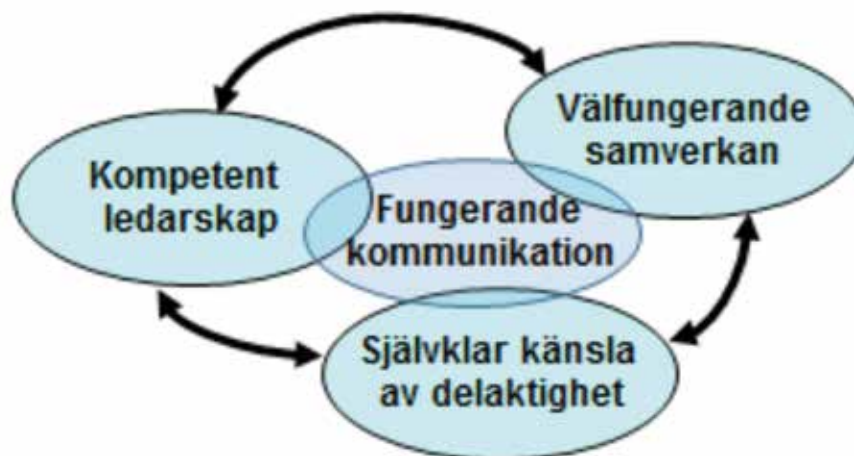 Välfungerande
samverkan
Kompetent
ledarskap
Fungerande
kommunikation
Självklar känsla
av delaktighet